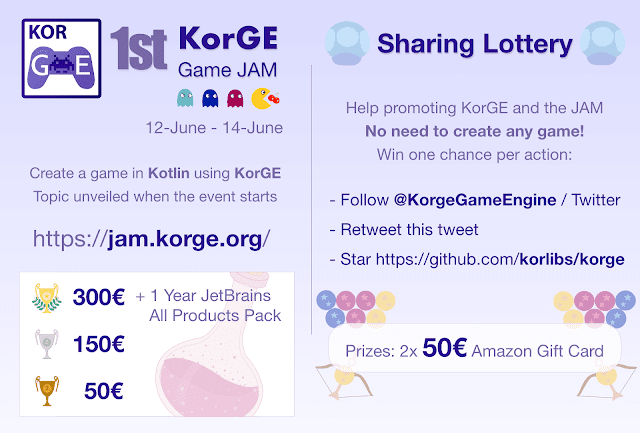 KOR
G E
1st KorGE
Game JAM
12-June - 14-June
Create a game in Kotlin using KorGE
Topic unveiled when the event starts
https://jam.korge.org/
300€ + 1 Year JetBrains
All Products Pack
150€
50€
Sharing Lottery
Help promoting KorGE and the JAM
No need to create any game!
Win one chance per action:
- Follow @KorgeGameEngine / Twitter
- Retweet this tweet
- Star https://github.com/korlibs/korge
Prizes: 2x 50€ Amazon Gift Card